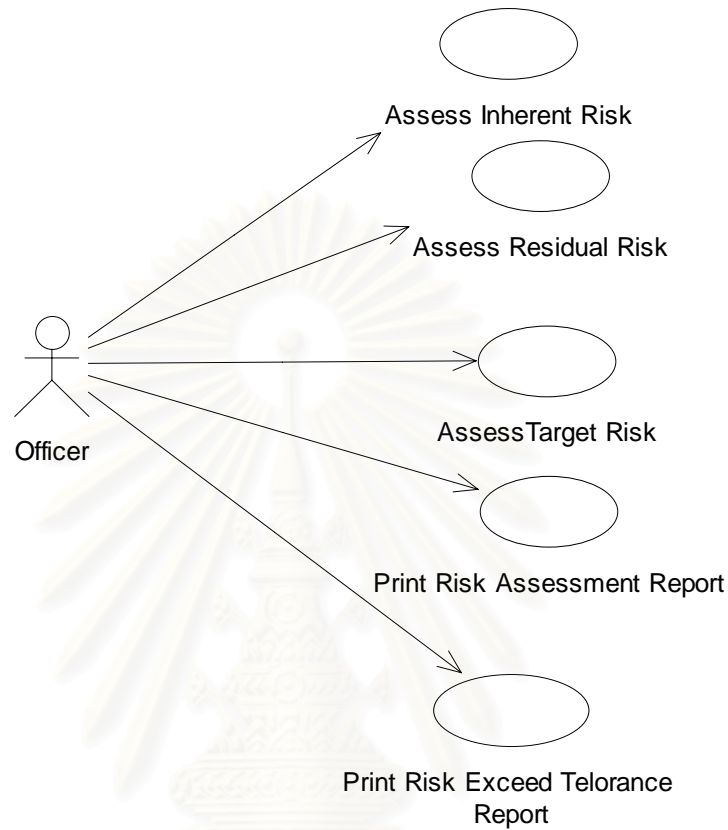 Assess Inherent Risk
Assess Residual Risk
Officer
AssessTarget Risk
Print Risk Assessment Report
Print Risk Exceed Telorance
Report